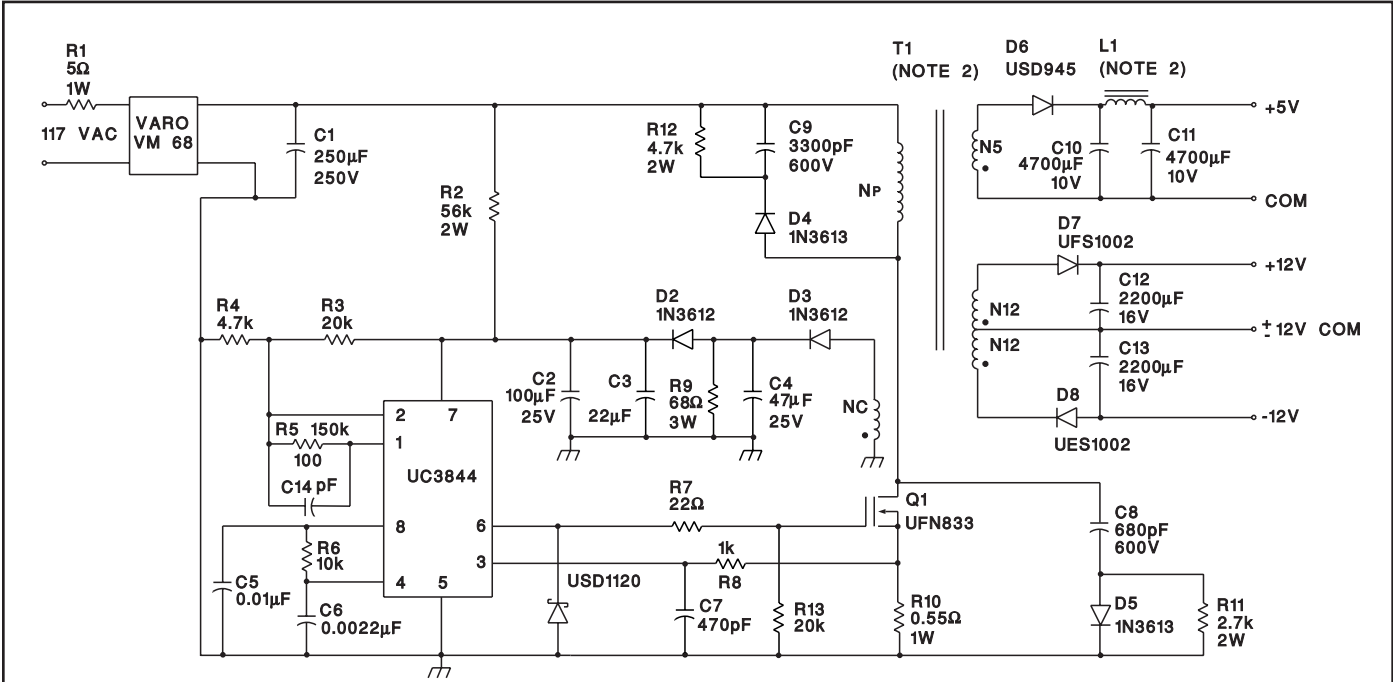 R1
5Ω
1W
117 VAC
VARO
VM 68
C1
250µF
250V
R2
56k
2W
R12
4.7k
2W
C9
3300pF
600V
D4
1N3613
NP
T1
(NOTE 2)
D6
USD945
L1
(NOTE 2)
+5V
N5
C10
4700µF
10V
C11
4700µF
10V
COM
D7
UFS1002
+12V
N12
C12
2200µF
16V
± 12V COM
N12
C13
2200µF
16V
D8
UES1002
-12V
R4
4.7k
R3
20k
D2
1N3612
D3
1N3612
C2
100µF
25V
C3
22µF
R9
68Ω
3W
C4
47µF
25V
NC
2
7
R5 150k
1
100
C14 pF
UC3844
8
6
R6
10k
3
4
5
C5
0.01µF
C6
0.0022µF
USD1120
R7
22Ω
1k
R8
C7
470pF
R13
20k
Q1
UFN833
R10
0.55Ω
1W
C8
680pF
600V
D5
1N3613
R11
2.7k
2W